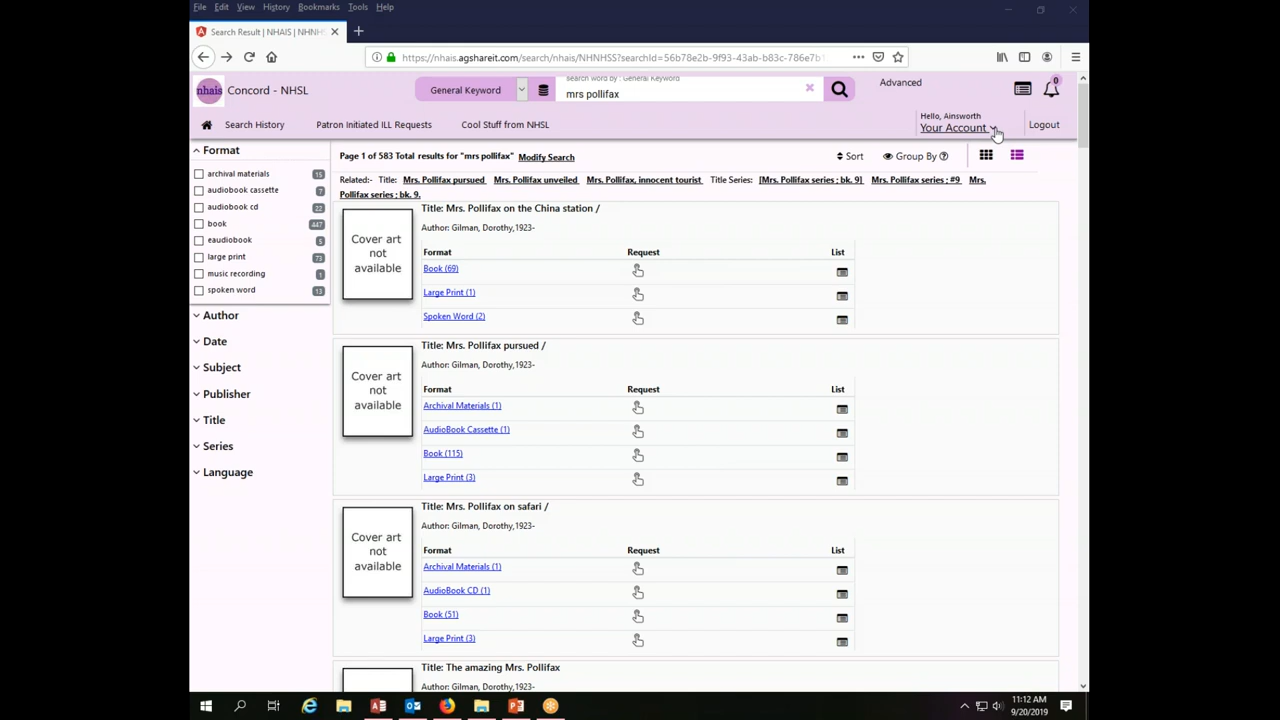 File Edit View History Bookmarks Tools Help
Search Result | NHAIS | NHNH
https://nhais.agshareit.com/search/nhais/NHNHSS?searchId=56b78e2b-9f93-43ab-b83c-786e7b1
nhais Concord - NHSL
General Keyword
search word by : General Keyword
mrs pollifax
Advanced
0
Search History Patron Initiated ILL Requests Cool Stuff from NHSL
Hello, Ainsworth
Your Account
Logout
Format
archival materials 15
audiobook cassette 7
audiobook cd 22
book 447
eaudiobook 5
large print 73
music recording 1
spoken word 13
Author
Date
Subject
Publisher
Title
Series
Language
Page 1 of 583 Total results for "mrs pollifax" Modify Search
Sort Group By
Related:- Title: Mrs. Pollifax pursued Mrs. Pollifax unveiled Mrs. Pollifax, innocent tourist Title Series: [Mrs. Pollifax series ; bk. 9] Mrs. Pollifax series ; #9 Mrs.
Pollifax series ; bk. 9.
Cover art
not
available
Title: Mrs. Pollifax on the China station /
Author: Gilman, Dorothy,1923-
Format Request List
Book (69)
Large Print (1)
Spoken Word (2)
Cover art
not
available
Title: Mrs. Pollifax pursued /
Author: Gilman, Dorothy,1923-
Format Request List
Archival Materials (1)
AudioBook Cassette (1)
Book (115)
Large Print (3)
Cover art
not
available
Title: Mrs. Pollifax on safari /
Author: Gilman, Dorothy,1923-
Format Request List
Archival Materials (1)
AudioBook CD (1)
Book (51)
Large Print (3)
Title: The amazing Mrs. Pollifax
Author: Gilman, Dorothy,1923-
11:12 AM
9/20/2019